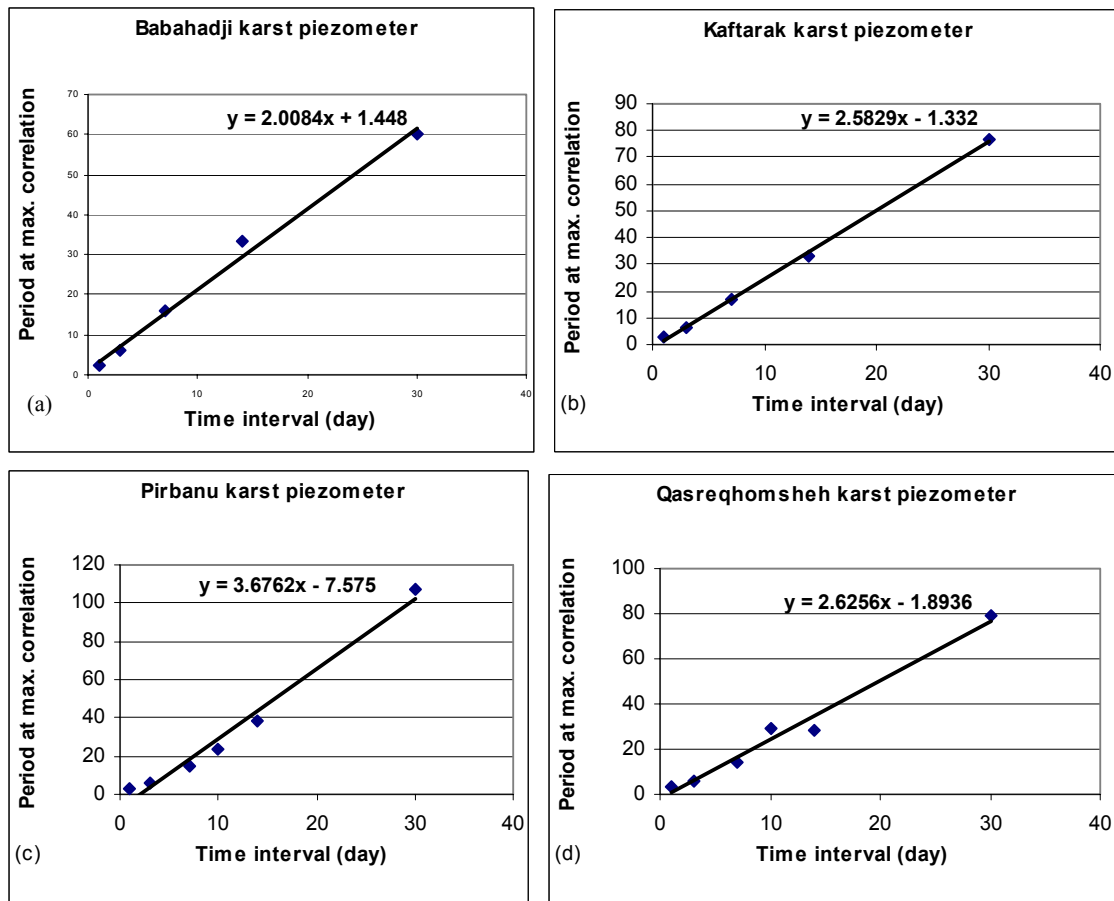 Babahadji karst piezometer
Period at max. correlation
70
60
50
40
30
20
10
0
y = 2.0084x + 1.448
0 10 20 30 40
Time interval (day)
(a)
Kaftarak karst piezometer
Period at max. correlation
90
80
70
60
50
40
30
20
10
0
y = 2.5829x - 1.332
0 10 20 30 40
Time interval (day)
(b)
Pirbanu karst piezometer
Period at max. correlation
120
100
80
60
40
20
0
y = 3.6762x - 7.575
0 10 20 30 40
Time interval (day)
(c)
Qasreqhomsheh karst piezometer
Period at max. correlation
100
80
60
40
20
0
y = 2.6256x - 1.8936
0 10 20 30 40
Time interval (day)
(d)